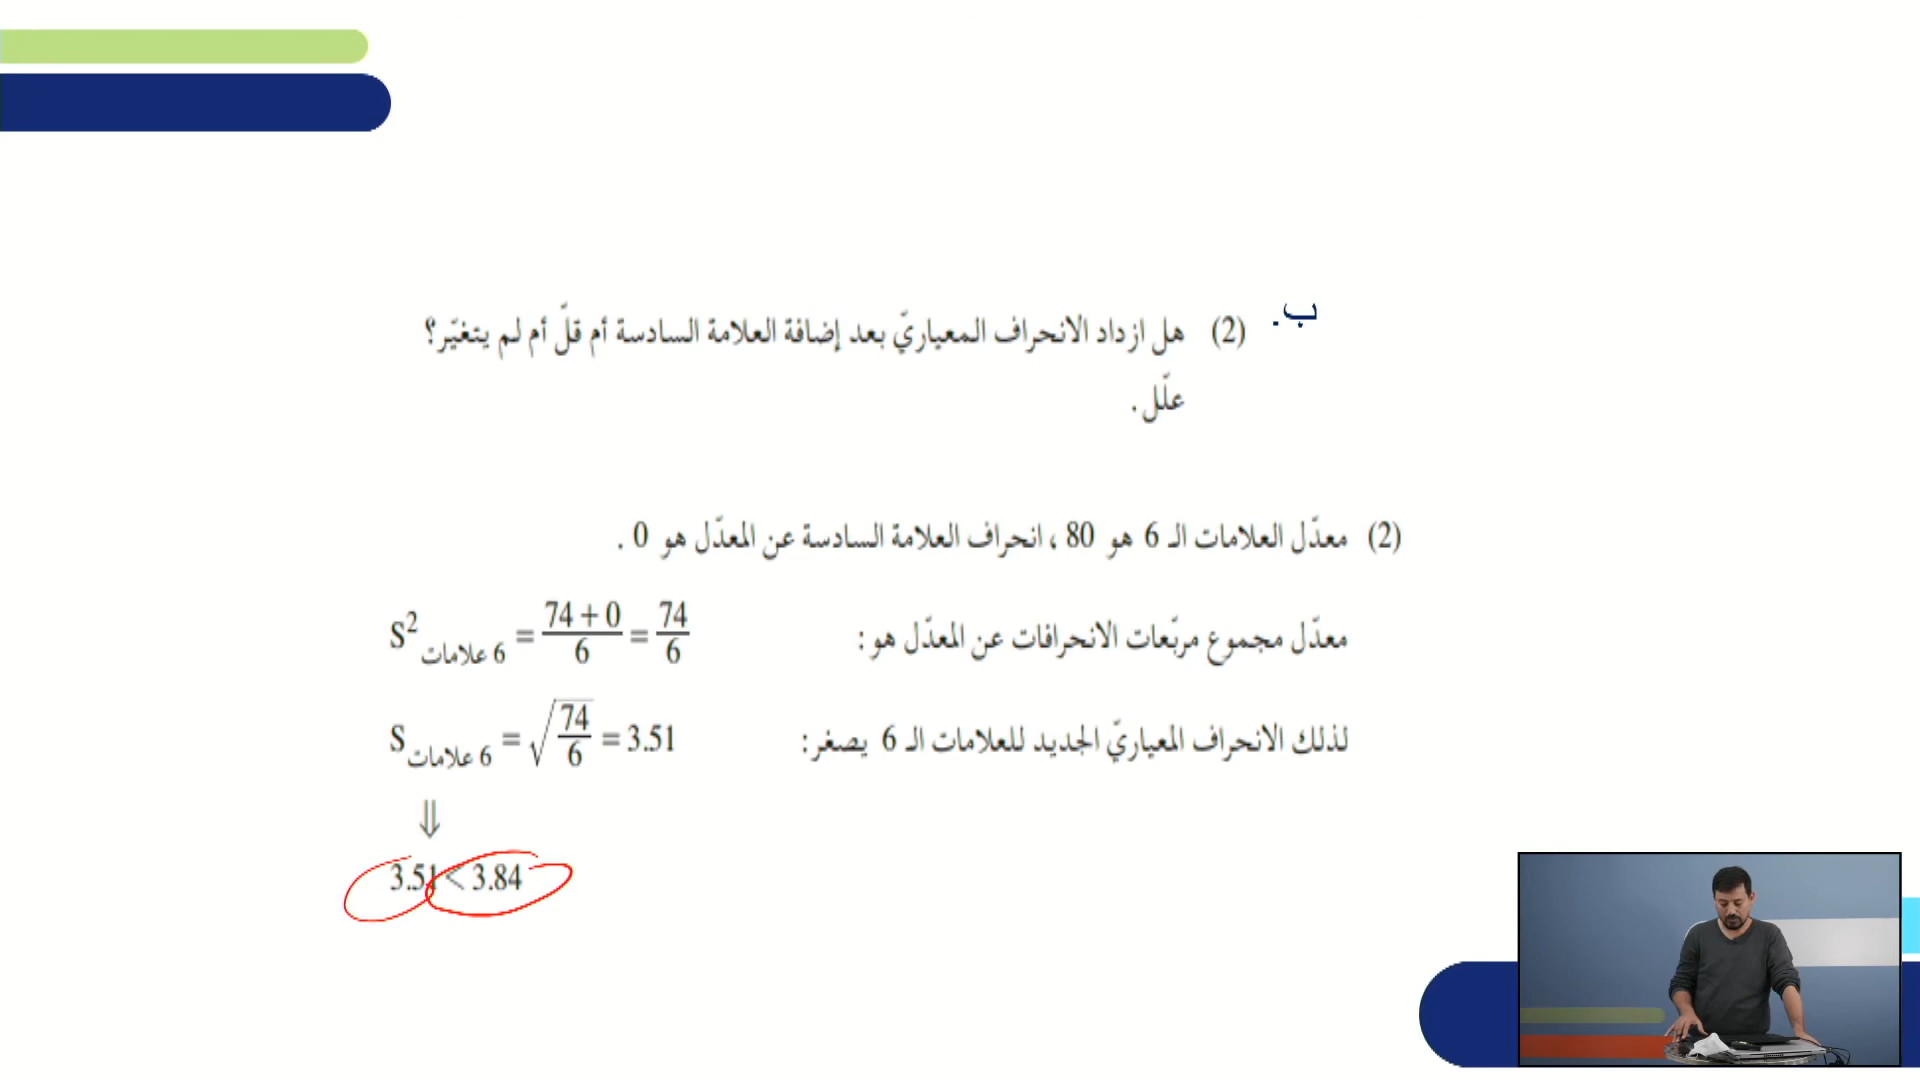 ب. (2) هل ازداد الانحراف المعياريّ بعد إضافة العلامة السادسة أم قلّ أم لم يتغيّر؟
علّل.
(2) معدّل العلامات الـ 6 هو 80، انحراف العلامة السادسة عن المعدّل هو 0.
معدّل مجموع مربّعات الانحرافات عن المعدّل هو: S² 6 علامات = (74 + 0)/6 = 74/6
لذلك الانحراف المعياريّ الجديد للعلامات الـ 6 يصغر: S 6 علامات = √(74/6) = 3.51
⇓
3.51 < 3.84